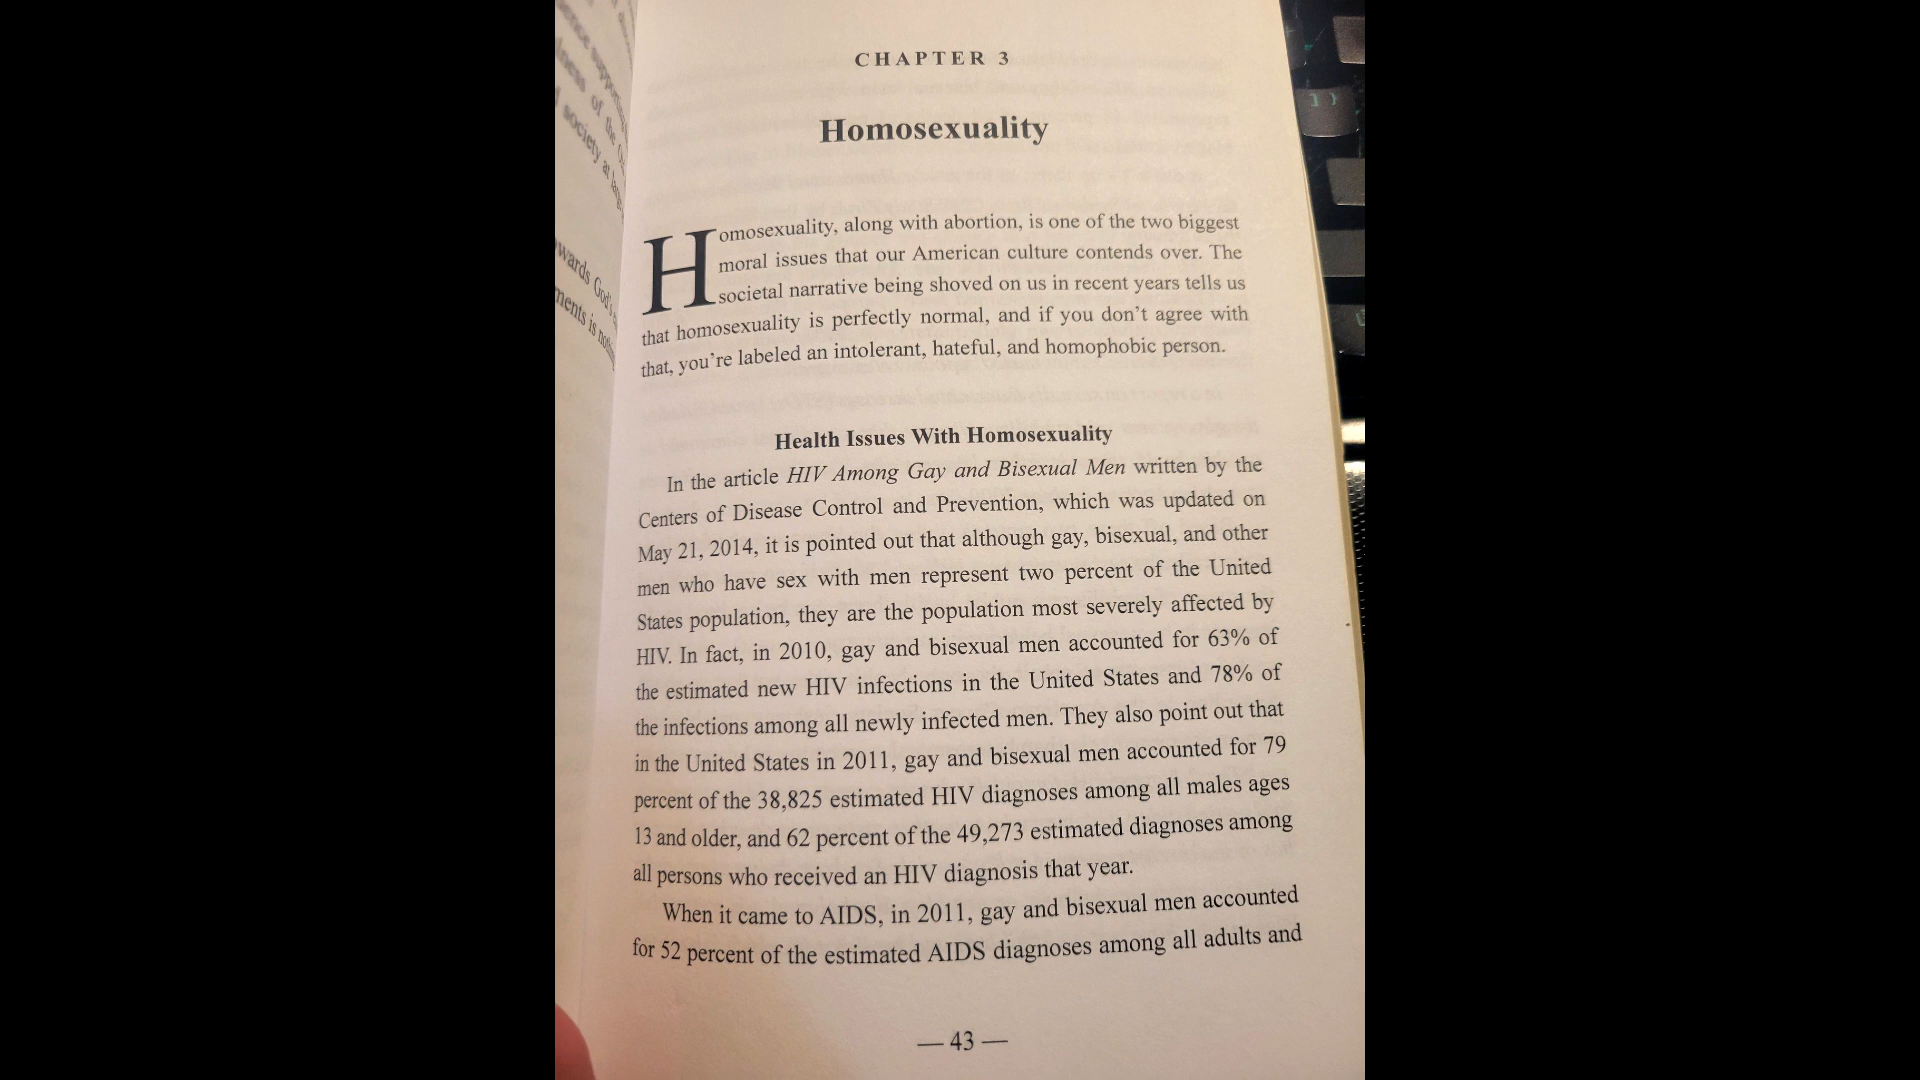 CHAPTER 3
Homosexuality
Homosexuality, along with abortion, is one of the two biggest
moral issues that our American culture contends over. The
societal narrative being shoved on us in recent years tells us
that homosexuality is perfectly normal, and if you don't agree with
that, you're labeled an intolerant, hateful, and homophobic person.
Health Issues With Homosexuality
In the article HIV Among Gay and Bisexual Men written by the
Centers of Disease Control and Prevention, which was updated on
May 21, 2014, it is pointed out that although gay, bisexual, and other
men who have sex with men represent two percent of the United
States population, they are the population most severely affected by
HIV. In fact, in 2010, gay and bisexual men accounted for 63% of
the estimated new HIV infections in the United States and 78% of
the infections among all newly infected men. They also point out that
in the United States in 2011, gay and bisexual men accounted for 79
percent of the 38,825 estimated HIV diagnoses among all males ages
13 and older, and 62 percent of the 49,273 estimated diagnoses among
all persons who received an HIV diagnosis that year.
When it came to AIDS, in 2011, gay and bisexual men accounted
for 52 percent of the estimated AIDS diagnoses among all adults and
— 43 —
of the
society at
wards God's
ments is
] }